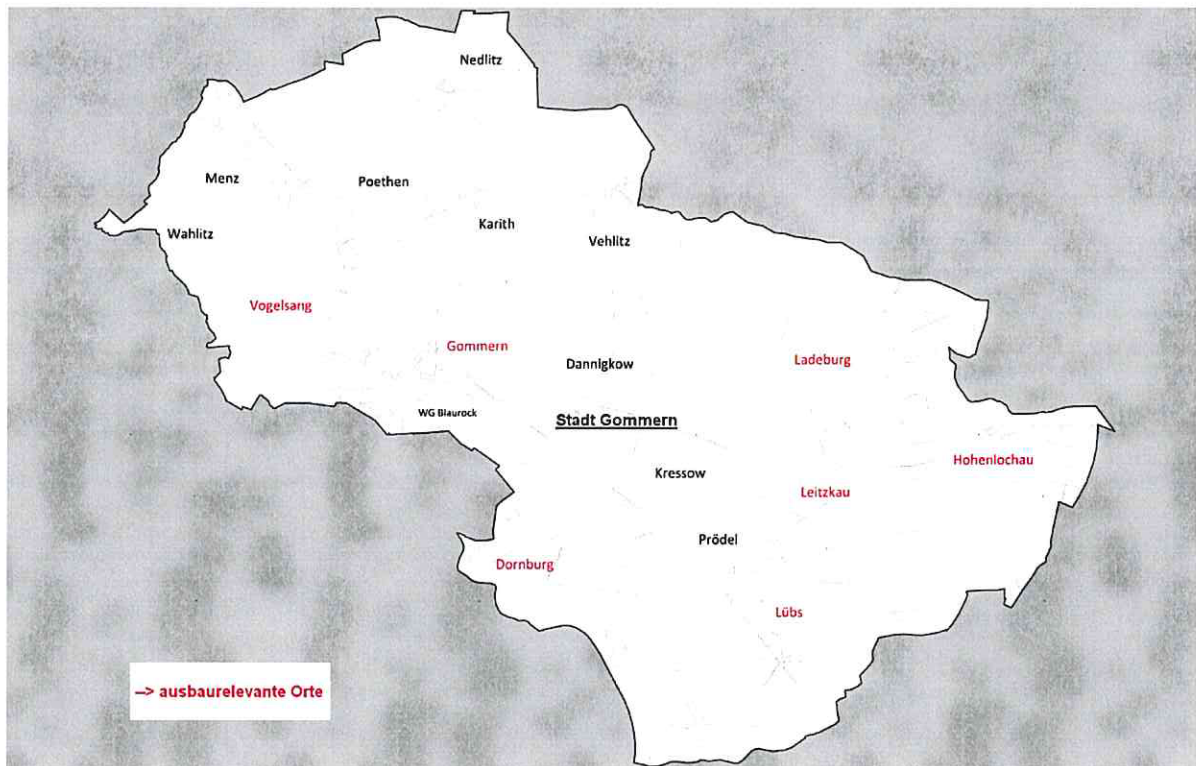 Nedlitz
Menz
Poethen
Karith
Wahlitz
Vehlitz
Vogelsang
Gommern
Dannigkow
Ladeburg
WG Blaurock
Stadt Gommern
Hohenlochau
Kressow
Leitzkau
Prödel
Dornburg
Lübs
--> ausbaurelevante Orte